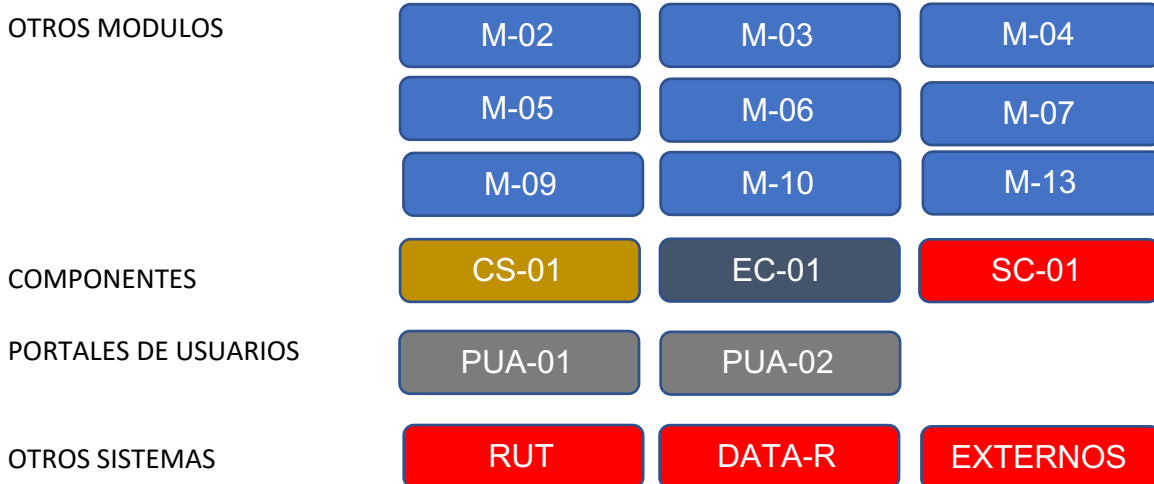 OTROS MODULOS
M-02 M-03 M-04
M-05 M-06 M-07
M-09 M-10 M-13
COMPONENTES CS-01 EC-01 SC-01
PORTALES DE USUARIOS PUA-01 PUA-02
OTROS SISTEMAS RUT DATA-R EXTERNOS